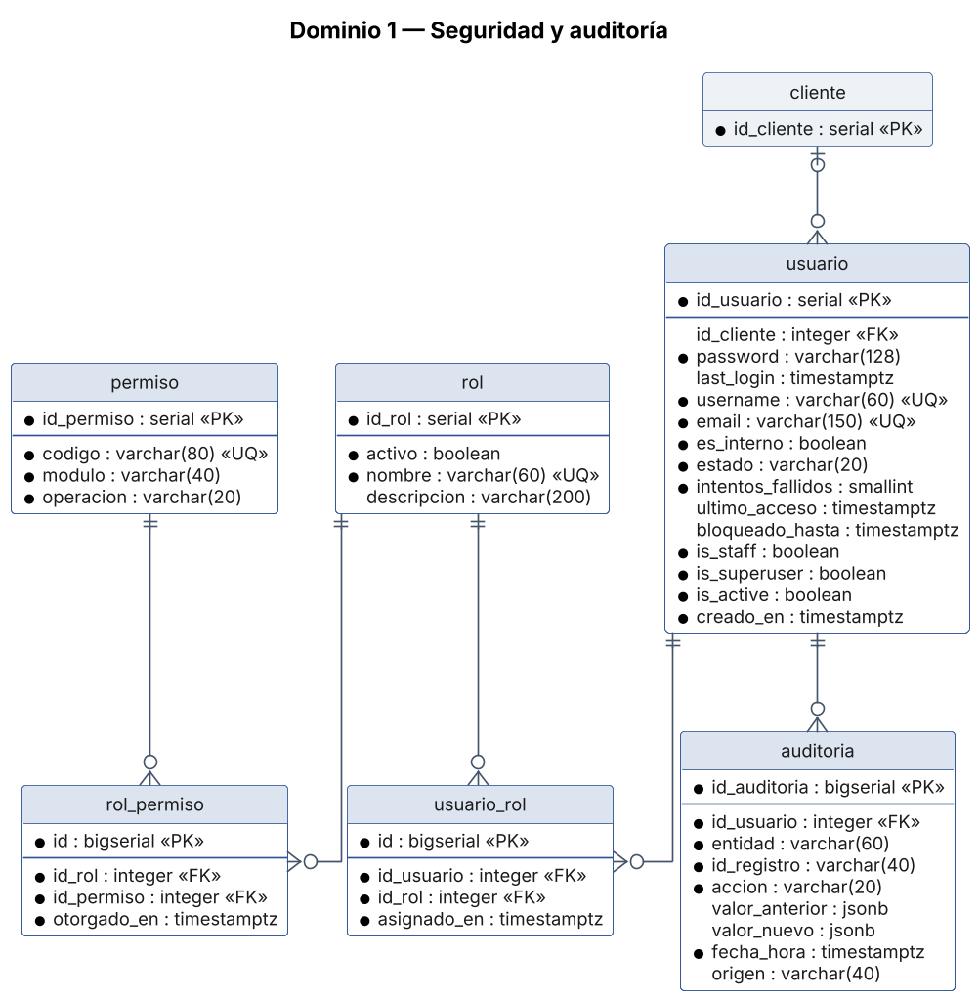 Dominio 1 — Seguridad y auditoría
cliente
id_cliente : serial «PK»
usuario
id_usuario : serial «PK»
id_cliente : integer «FK»
password : varchar(128)
last_login : timestamptz
username : varchar(60) «UQ»
email : varchar(150) «UQ»
es_interno : boolean
estado : varchar(20)
intentos_fallidos : smallint
ultimo_acceso : timestamptz
bloqueado_hasta : timestamptz
is_staff : boolean
is_superuser : boolean
is_active : boolean
creado_en : timestamptz
permiso
id_permiso : serial «PK»
codigo : varchar(80) «UQ»
modulo : varchar(40)
operacion : varchar(20)
rol
id_rol : serial «PK»
activo : boolean
nombre : varchar(60) «UQ»
descripcion : varchar(200)
rol_permiso
id : bigserial «PK»
id_rol : integer «FK»
id_permiso : integer «FK»
otorgado_en : timestamptz
usuario_rol
id : bigserial «PK»
id_usuario : integer «FK»
id_rol : integer «FK»
asignado_en : timestamptz
auditoria
id_auditoria : bigserial «PK»
id_usuario : integer «FK»
entidad : varchar(60)
id_registro : varchar(40)
accion : varchar(20)
valor_anterior : jsonb
valor_nuevo : jsonb
fecha_hora : timestamptz
origen : varchar(40)